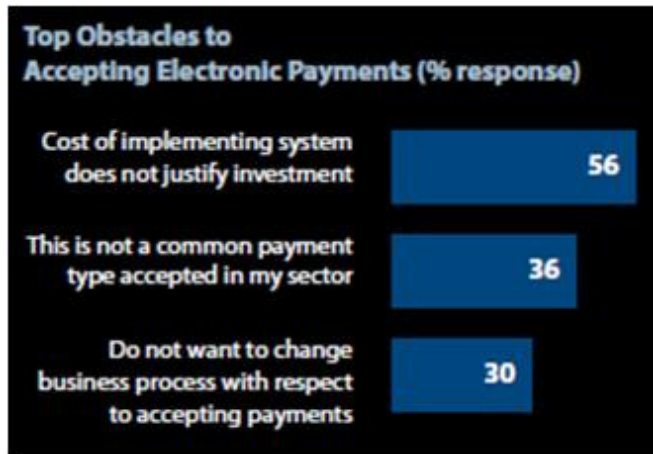 Top Obstacles to
Accepting Electronic Payments (% response)
Cost of implementing system
does not justify investment
56
This is not a common payment
type accepted in my sector
36
Do not want to change
business process with respect
to accepting payments
30